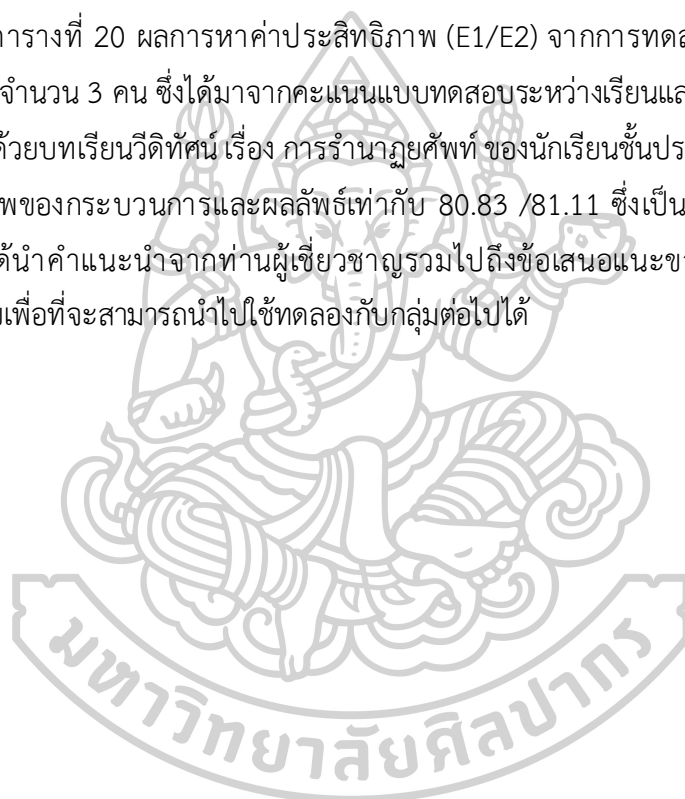 ตารางที่ 20 ผลการหาค่าประสิทธิภาพ (E1/E2) จากการทดล
จำนวน 3 คน ซึ่งได้มาจากคะแนนแบบทดสอบระหว่างเรียนแล
ด้วยบทเรียนวีดิทัศน์ เรื่อง การรำนาฏยศัพท์ ของนักเรียนชั้นประ
พของกระบวนการและผลลัพธ์เท่ากับ 80.83 /81.11 ซึ่งเป็น
ด้นำคำแนะนำจากท่านผู้เชี่ยวชาญรวมไปถึงข้อเสนอแนะขา
เพื่อที่จะสามารถนำไปใช้ทดลองกับกลุ่มต่อไปได้
มหาวิทยาลัยศิลปากร